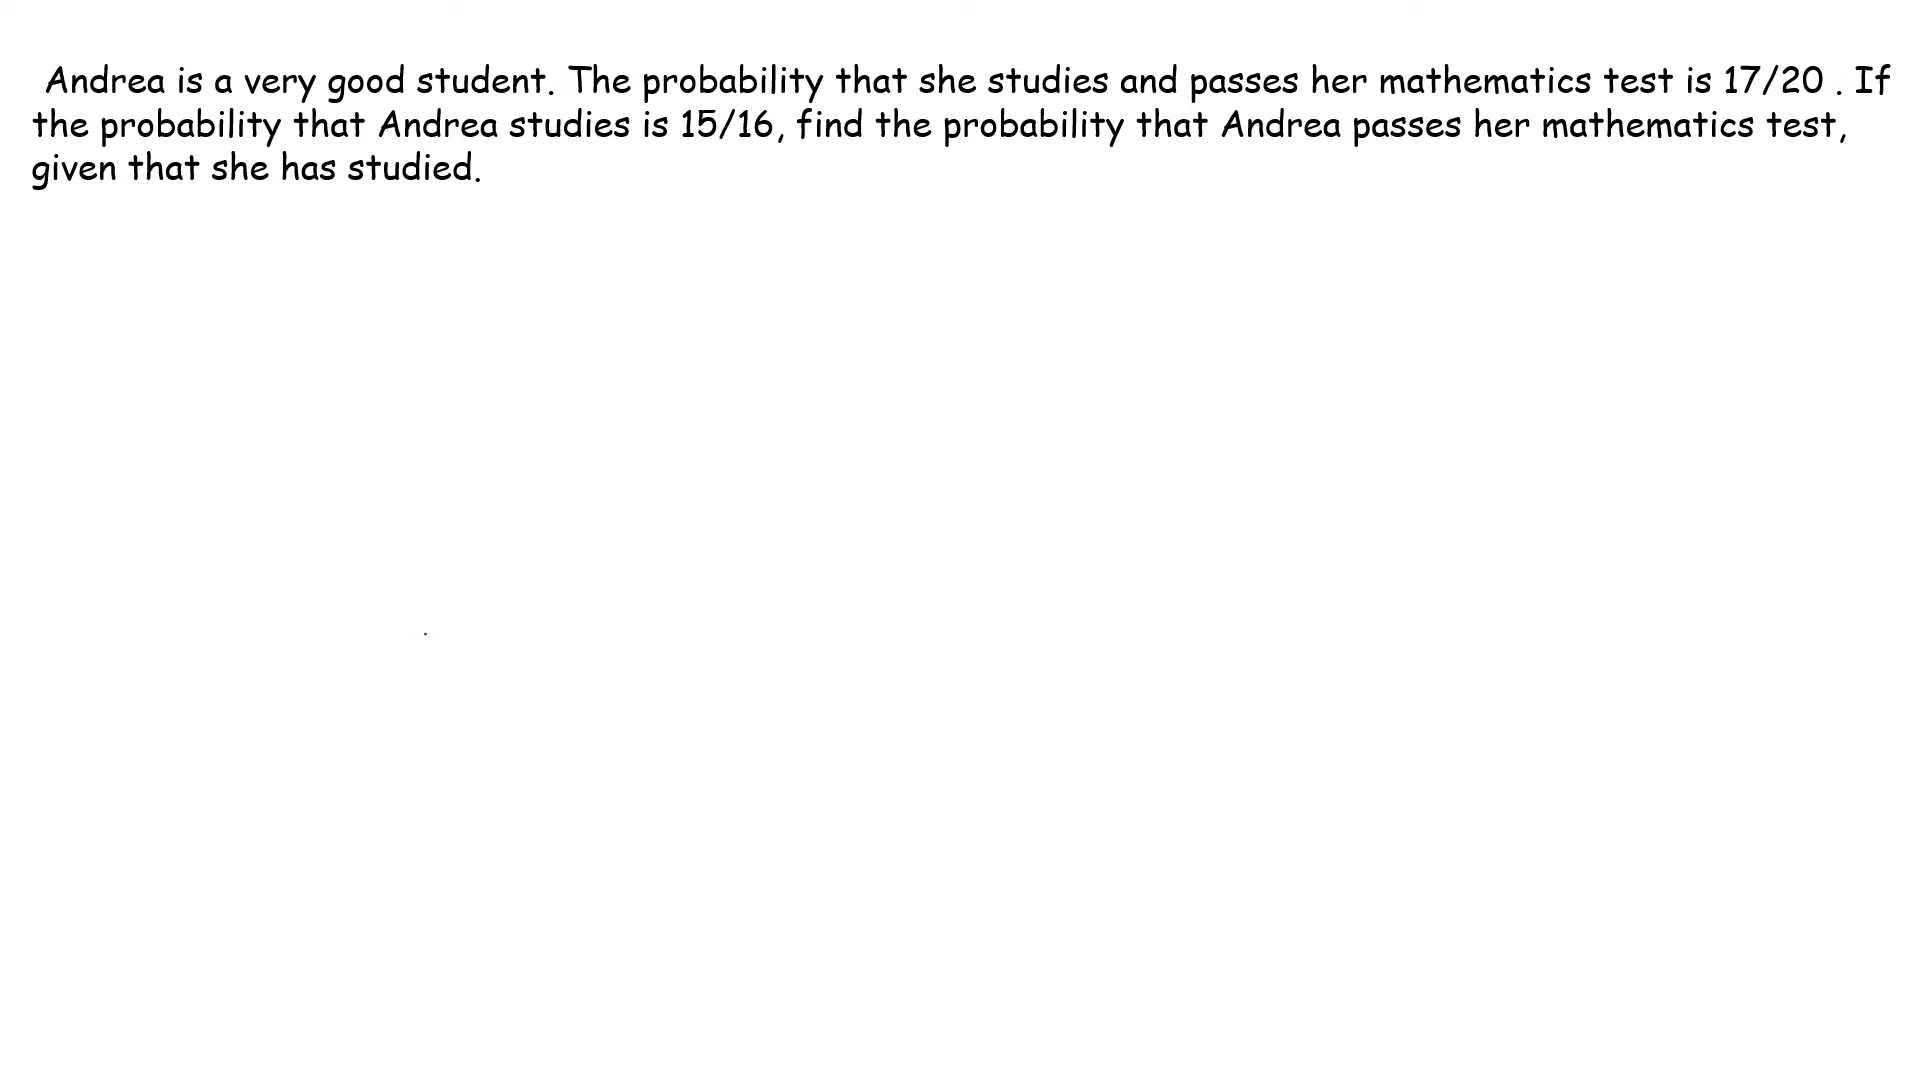 Andrea is a very good student. The probability that she studies and passes her mathematics test is 17/20 . If
the probability that Andrea studies is 15/16, find the probability that Andrea passes her mathematics test,
given that she has studied.